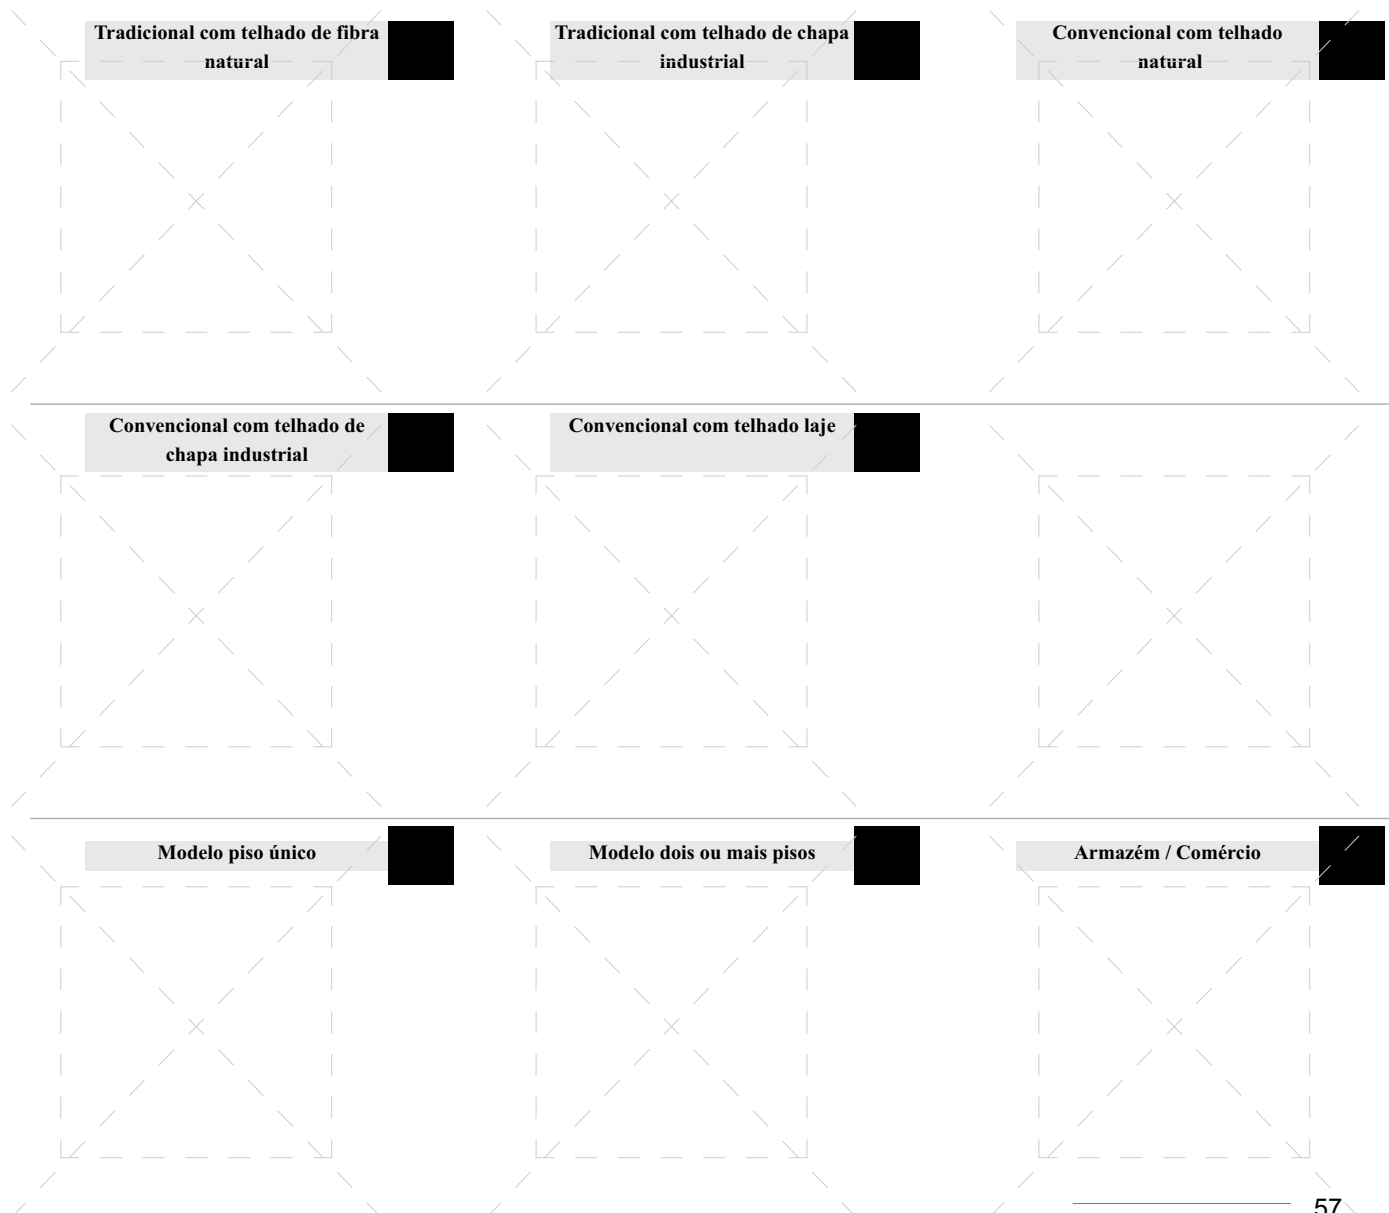 Tradicional com telhado de fibra
natural
Tradicional com telhado de chapa
industrial
Convencional com telhado
natural
Convencional com telhado de
chapa industrial
Convencional com telhado laje
Modelo piso único
Modelo dois ou mais pisos
Armazém / Comércio
57